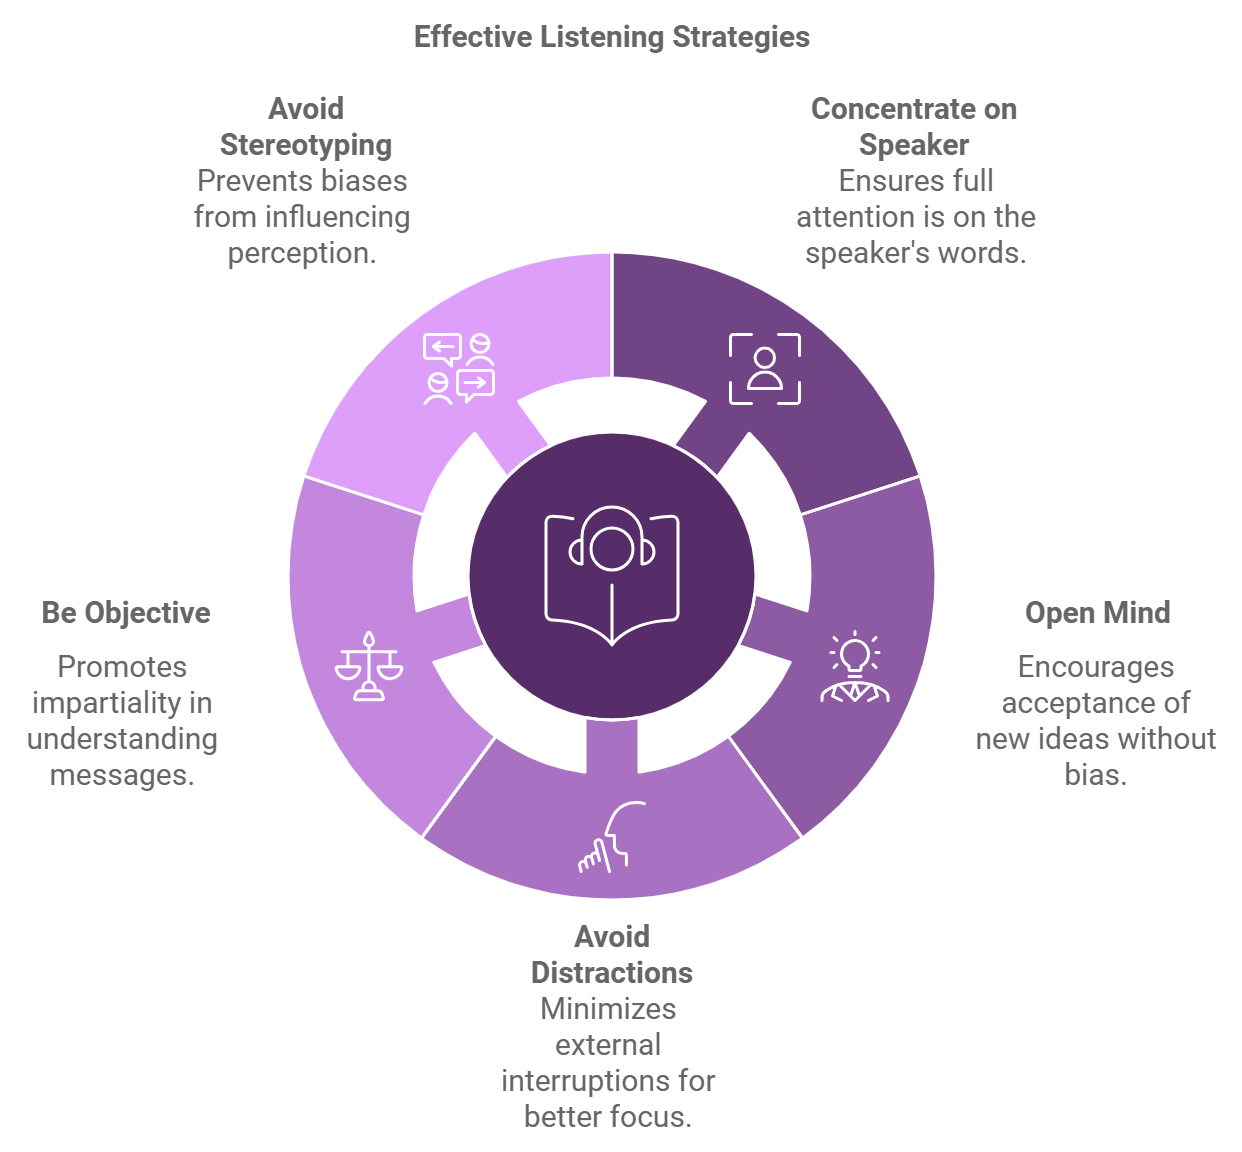 Effective Listening Strategies
Avoid
Stereotyping
Prevents biases
from influencing
perception.
Concentrate on
Speaker
Ensures full
attention is on the
speaker's words.
Be Objective
Promotes
impartiality in
understanding
messages.
Open Mind
Encourages
acceptance of
new ideas without
bias.
Avoid
Distractions
Minimizes
external
interruptions for
better focus.